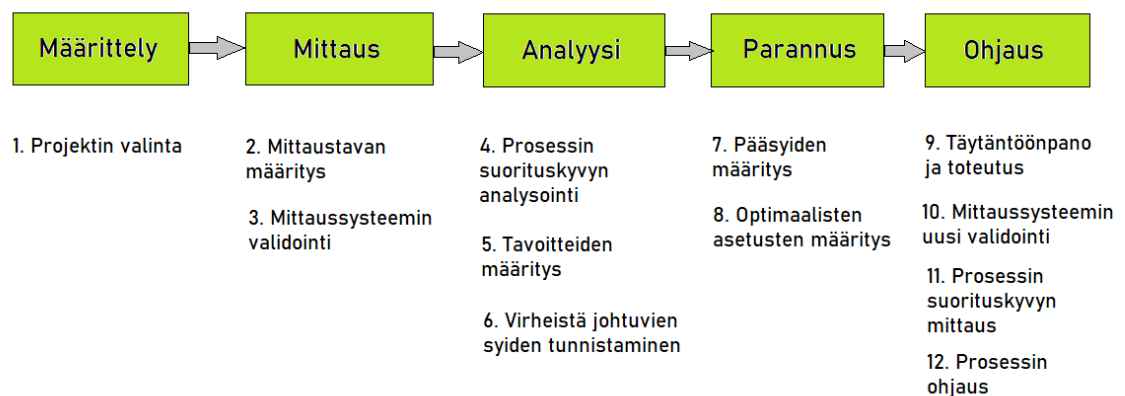 Määrittely
Mittaus
Analyysi
Parannus
Ohjaus
1. Projektin valinta
2. Mittaustavan
määritys
3. Mittaussysteemin
validointi
4. Prosessin
suorituskyvyn
analysointi
5. Tavoitteiden
määritys
6. Virheistä johtuvien
syiden tunnistaminen
7. Pääsyiden
määritys
8. Optimaalisten
asetusten määritys
9. Täytäntöönpano
ja toteutus
10. Mittaussysteemin
uusi validointi
11. Prosessin
suorituskyvyn
mittaus
12. Prosessin
ohjaus